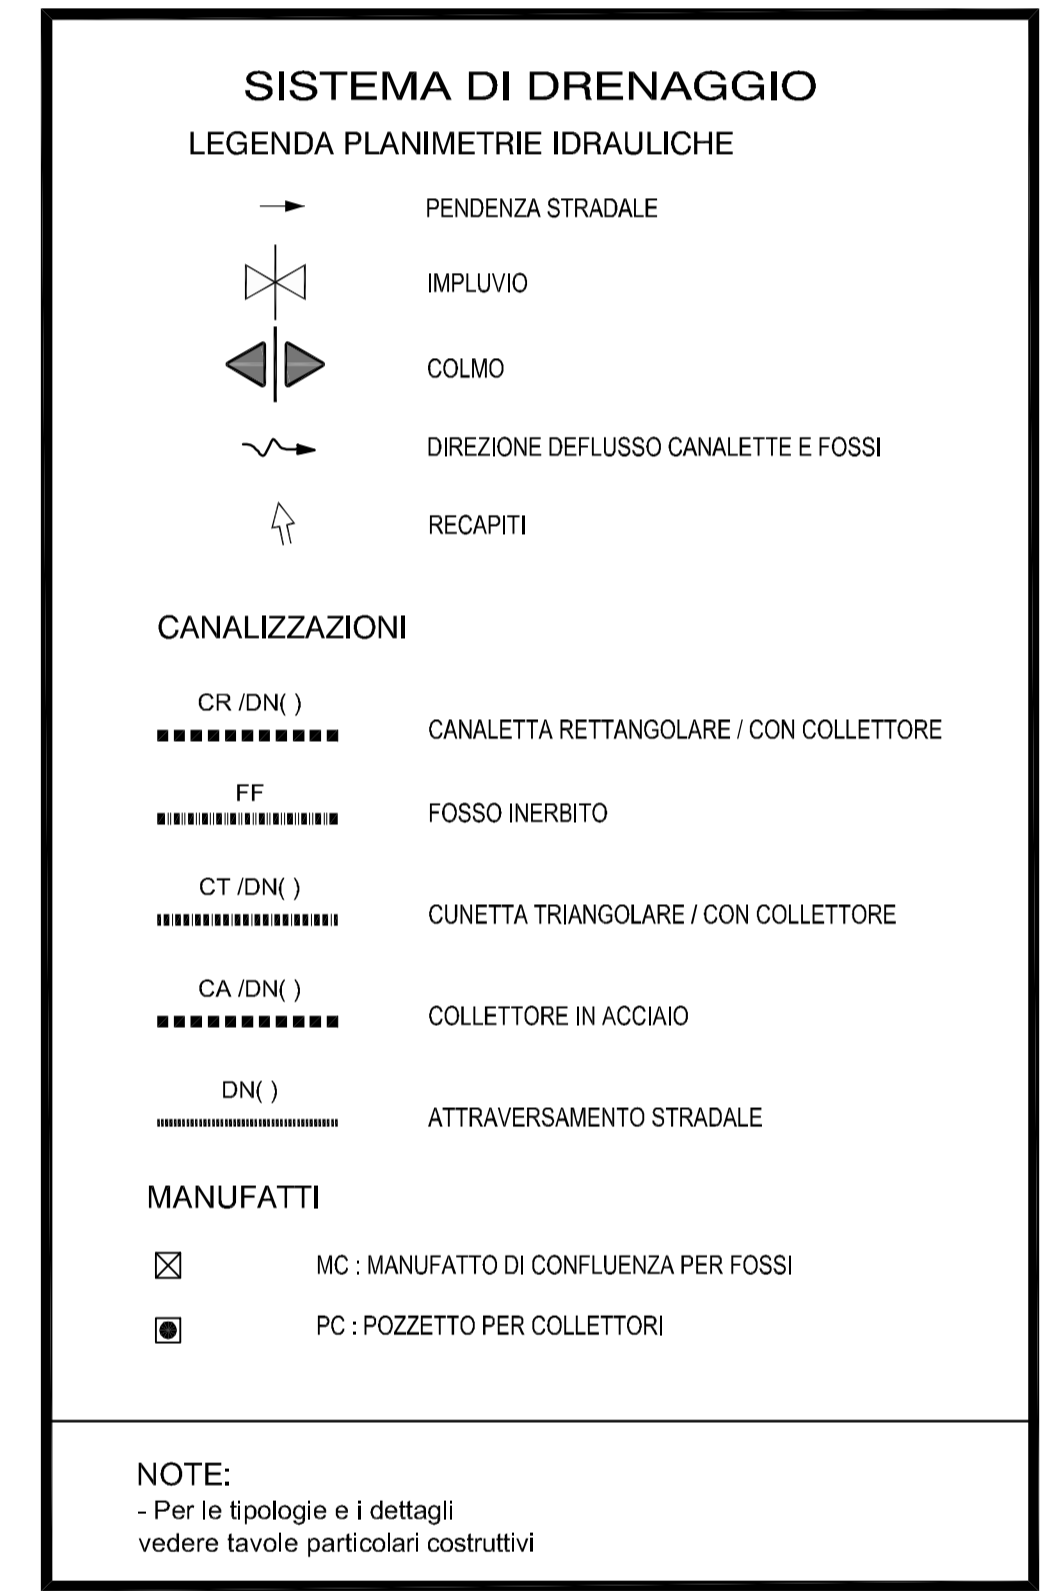 SISTEMA DI DRENAGGIO
LEGENDA PLANIMETRIE IDRAULICHE
PENDENZA STRADALE
IMPLUVIO
COLMO
DIREZIONE DEFLUSSO CANALETTE E FOSSI
RECAPITI
CANALIZZAZIONI
CR /DN( )
CANALETTA RETTANGOLARE / CON COLLETTORE
FF
FOSSO INERBITO
CT /DN( )
CUNETTA TRIANGOLARE / CON COLLETTORE
CA /DN( )
COLLETTORE IN ACCIAIO
DN( )
ATTRAVERSAMENTO STRADALE
MANUFATTI
MC : MANUFATTO DI CONFLUENZA PER FOSSI
PC : POZZETTO PER COLLETTORI
NOTE:
- Per le tipologie e i dettagli
vedere tavole particolari costruttivi